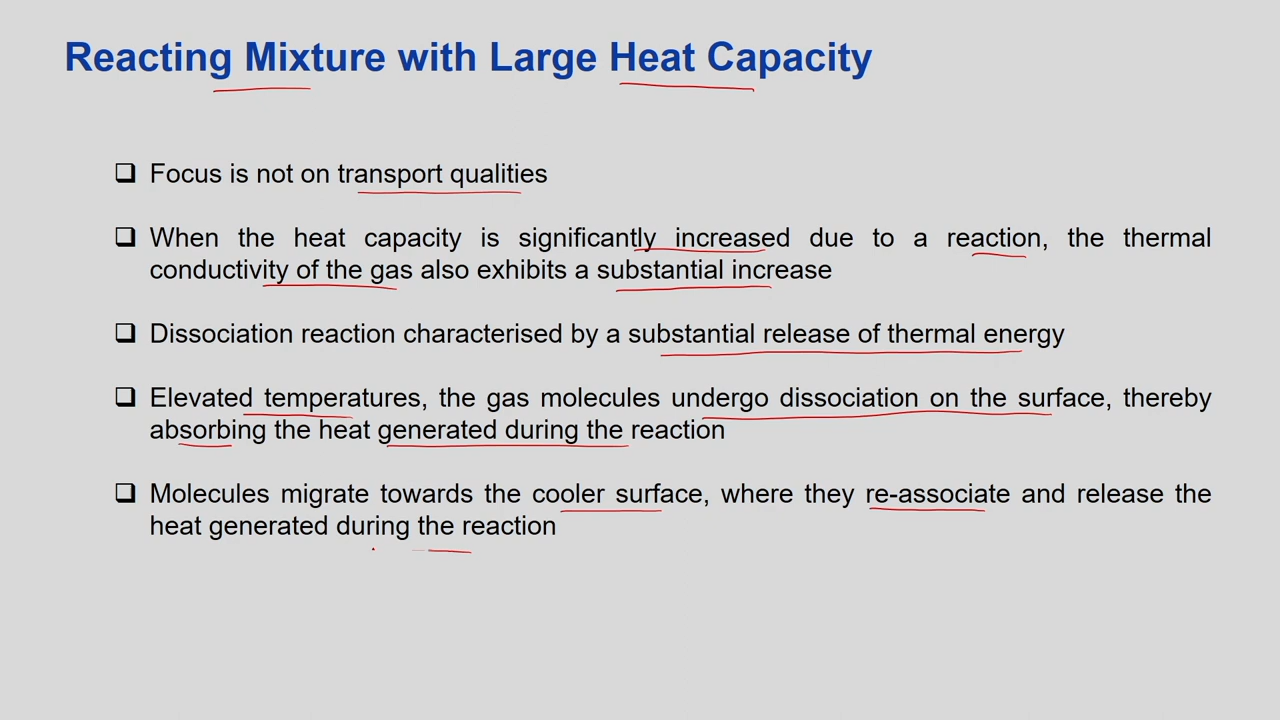 Reacting Mixture with Large Heat Capacity
❑ Focus is not on transport qualities
❑ When the heat capacity is significantly increased due to a reaction, the thermal
conductivity of the gas also exhibits a substantial increase
❑ Dissociation reaction characterised by a substantial release of thermal energy
❑ Elevated temperatures, the gas molecules undergo dissociation on the surface, thereby
absorbing the heat generated during the reaction
❑ Molecules migrate towards the cooler surface, where they re-associate and release the
heat generated during the reaction